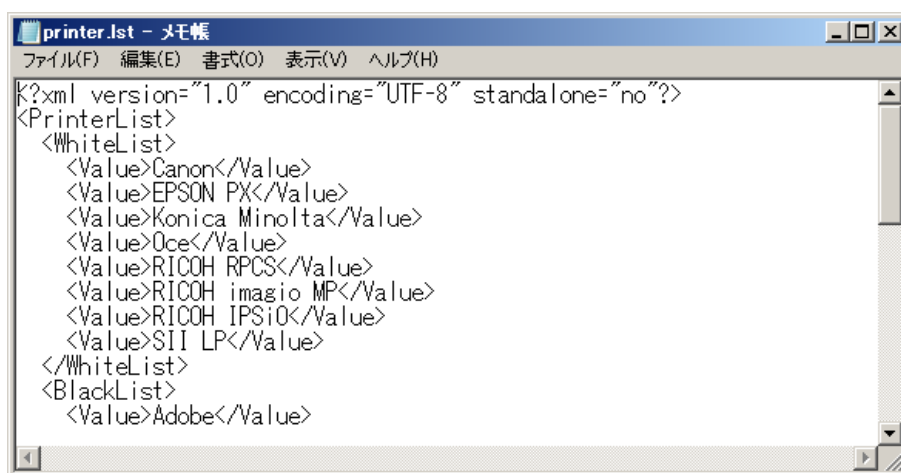 printer.lst - メモ帳
ファイル(F) 編集(E) 書式(O) 表示(V) ヘルプ(H)
<?xml version="1.0" encoding="UTF-8" standalone="no"?>
<PrinterList>
  <WhiteList>
    <Value>Canon</Value>
    <Value>EPSON PX</Value>
    <Value>Konica Minolta</Value>
    <Value>Oce</Value>
    <Value>RICOH RPCS</Value>
    <Value>RICOH imagio MP</Value>
    <Value>RICOH IPSiO</Value>
    <Value>SII LP</Value>
  </WhiteList>
  <BlackList>
    <Value>Adobe</Value>